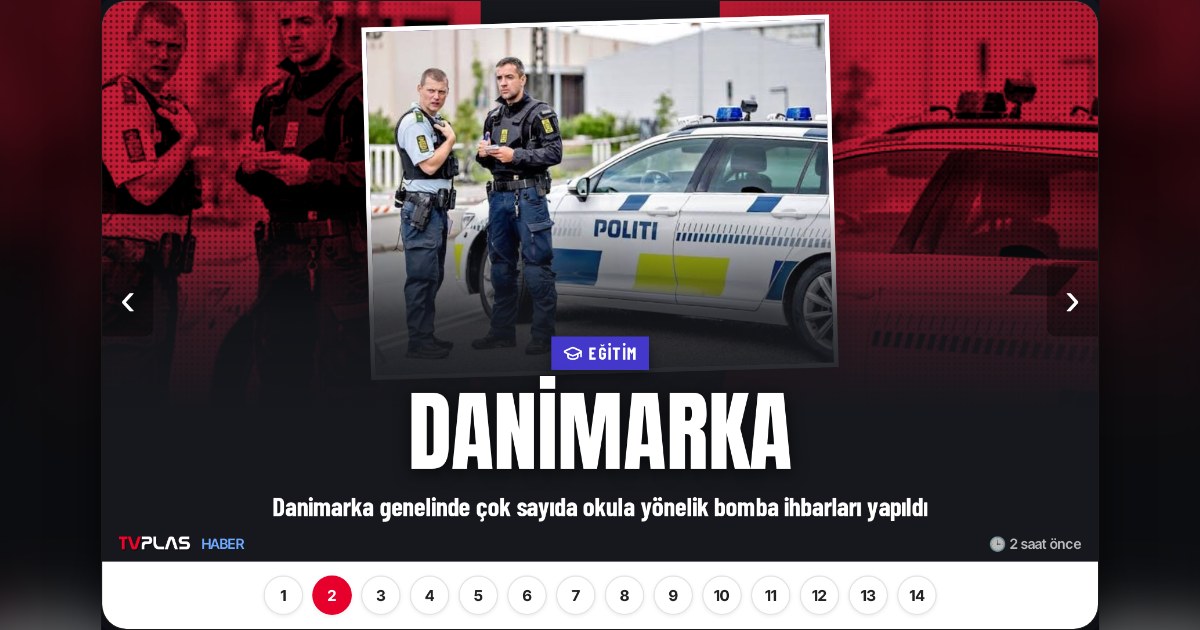 POLITI
EĞİTİM
DANİMARKA
Danimarka genelinde çok sayıda okula yönelik bomba ihbarları yapıldı
TVPLAS HABER
2 saat önce
1 2 3 4 5 6 7 8 9 10 11 12 13 14